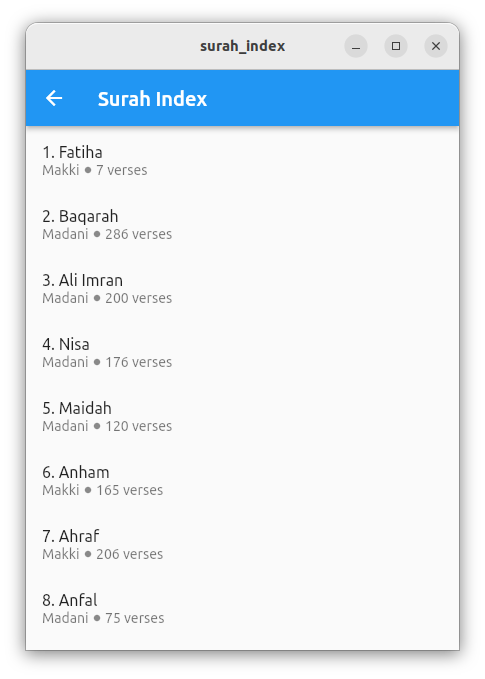 surah_index
Surah Index
1. Fatiha
Makki ● 7 verses
2. Baqarah
Madani ● 286 verses
3. Ali Imran
Madani ● 200 verses
4. Nisa
Madani ● 176 verses
5. Maidah
Madani ● 120 verses
6. Anham
Makki ● 165 verses
7. Ahraf
Makki ● 206 verses
8. Anfal
Madani ● 75 verses